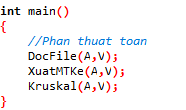 int main()
{
//Phan thuat toan
DocFile(A,V);
XuatMTKe(A,V);
Kruskal(A,V);
}